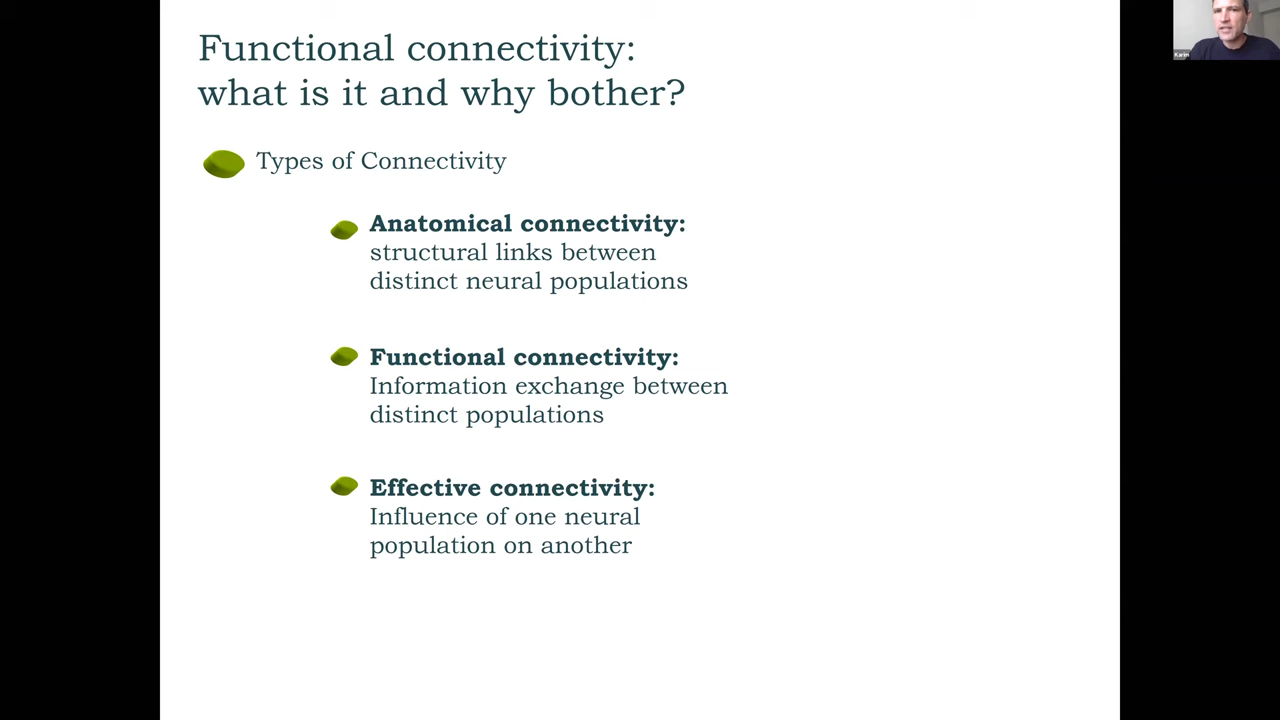 Functional connectivity:
what is it and why bother?
Types of Connectivity
Anatomical connectivity:
structural links between
distinct neural populations
Functional connectivity:
Information exchange between
distinct populations
Effective connectivity:
Influence of one neural
population on another
Karim